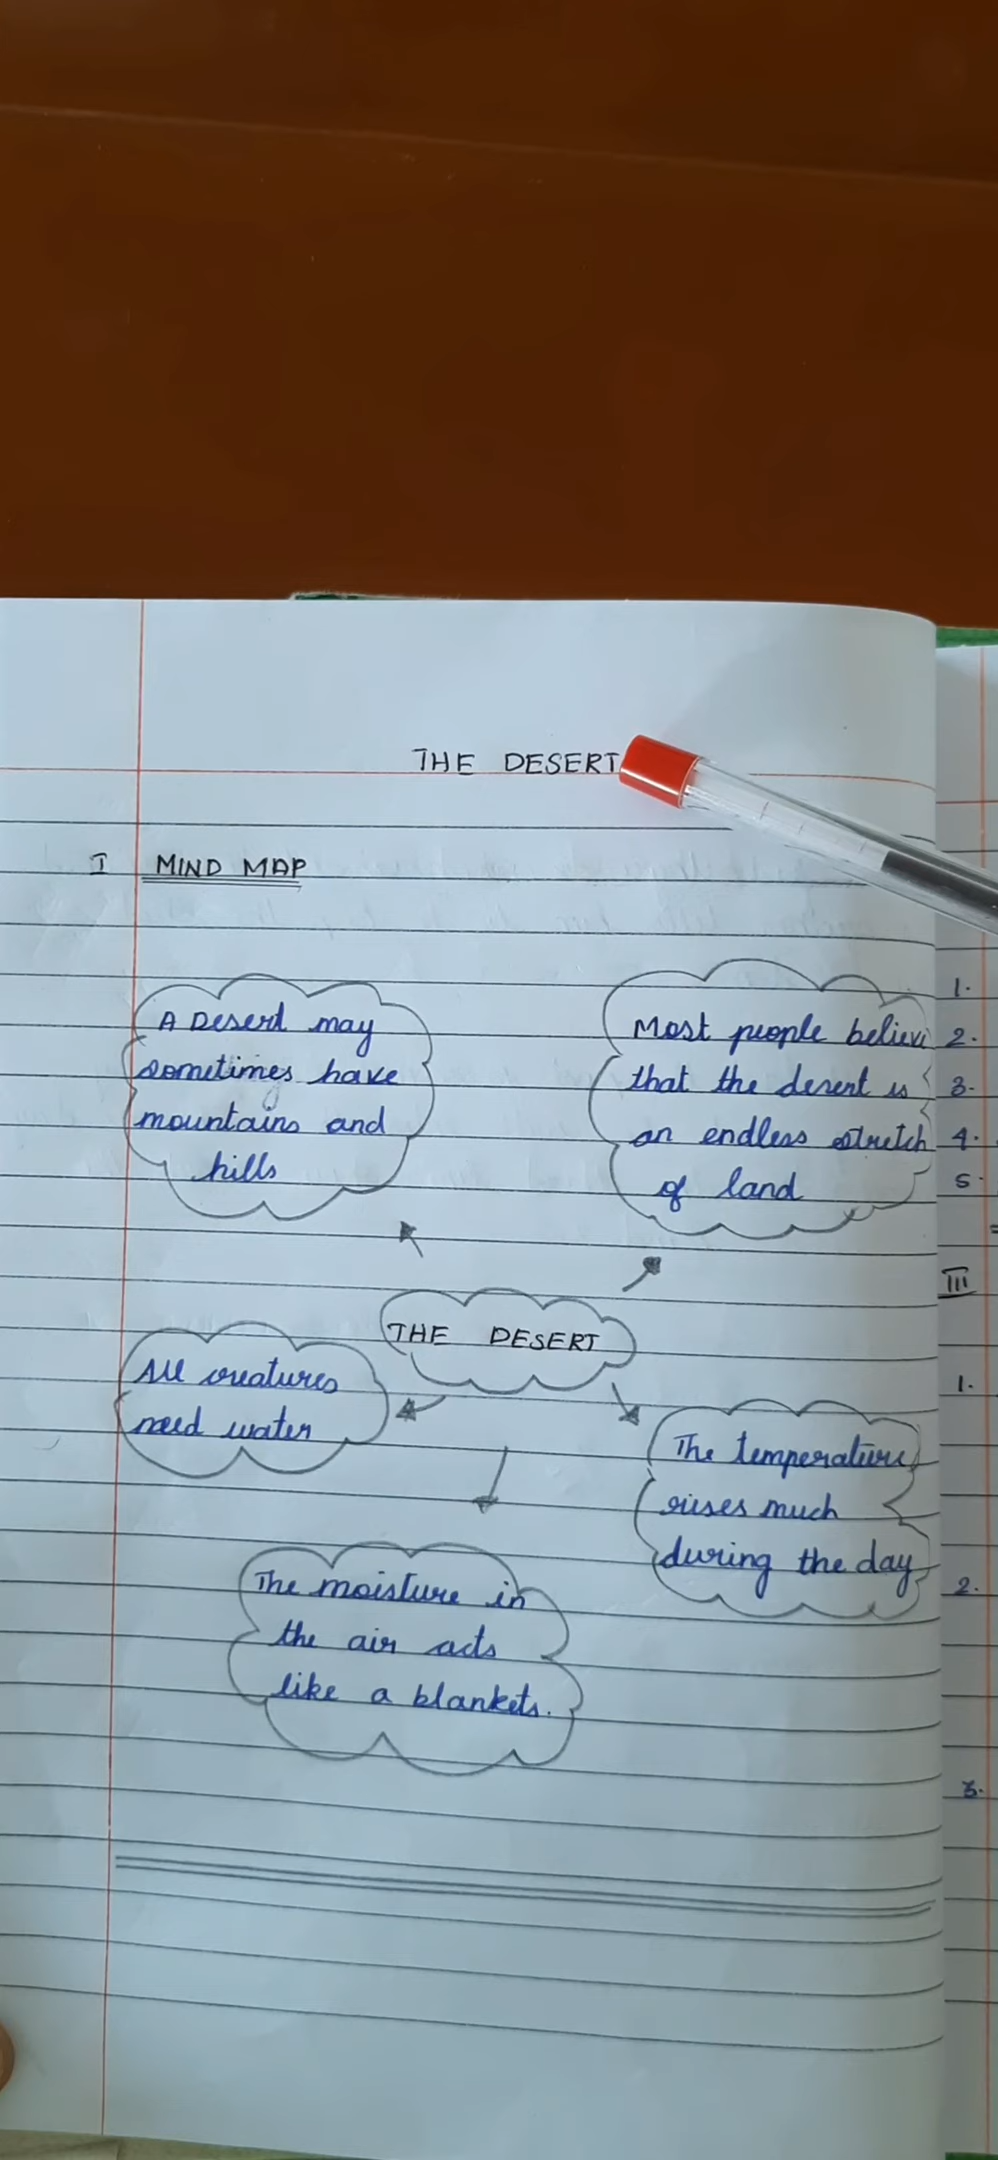 THE DESERT
I MIND MAP
A Desert may
sometimes have
mountains and
hills
Most people believe
that the desert is
an endless stretch
of land
THE DESERT
All creatures
need water
The temperature
rises much
during the day
The moisture in
the air acts
like a blankets.
1.
2.
3.
4.
5.
III
1.
2.
3.